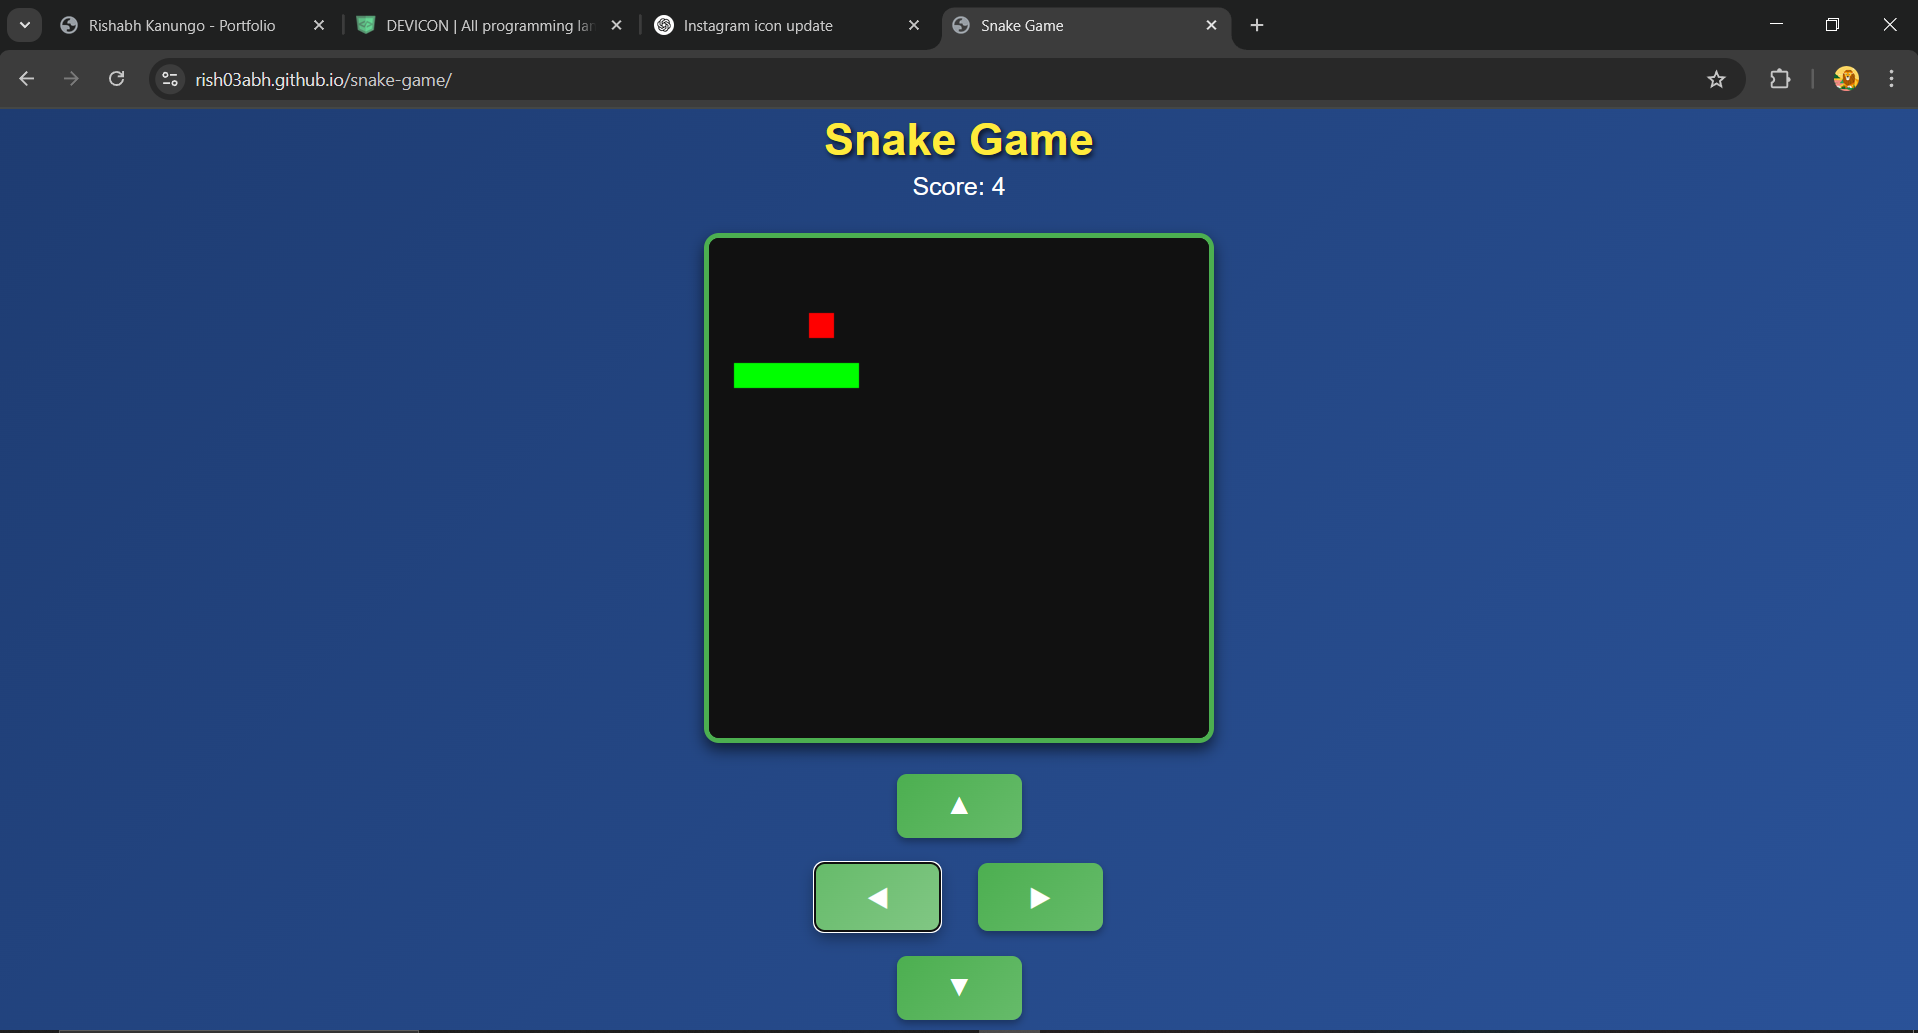 Rishabh Kanungo - Portfolio
DEVICON | All programming lan
Instagram icon update
Snake Game
rish03abh.github.io/snake-game/
Snake Game
Score: 4
▲
◀ ▶
▼